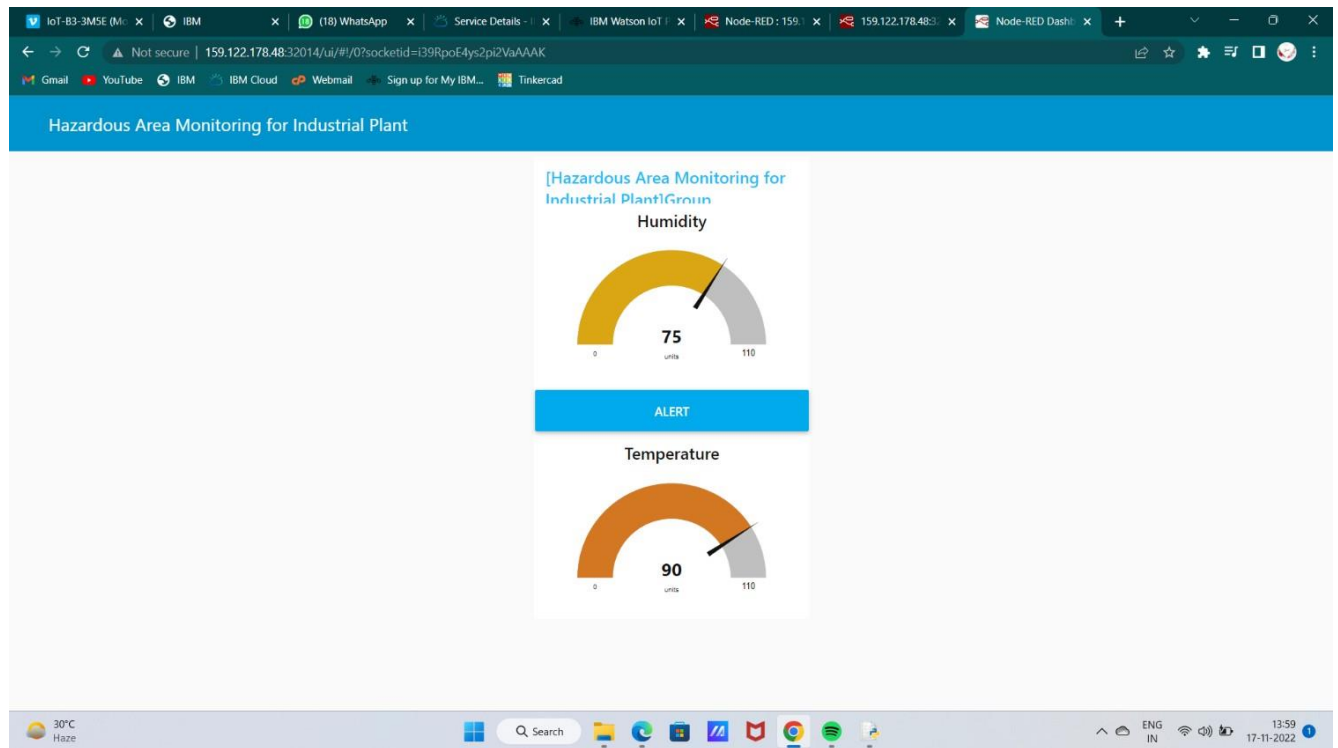 IoT-B3-3M5E (Mo
IBM
(18) WhatsApp
Service Details - I
IBM Watson IoT P
Node-RED : 159.1
159.122.178.48:3
Node-RED Dashb
Not secure | 159.122.178.48:32014/ui/#!/0?socketid=i39RpoE4ys2pi2VaAAAK
Gmail YouTube IBM IBM Cloud Webmail Sign up for My IBM... Tinkercad
Hazardous Area Monitoring for Industrial Plant
[Hazardous Area Monitoring for
Industrial Plant]Group
Humidity
75
0 units 110
ALERT
Temperature
90
0 units 110
30°C
Haze
Search
ENG
IN
13:59
17-11-2022
1